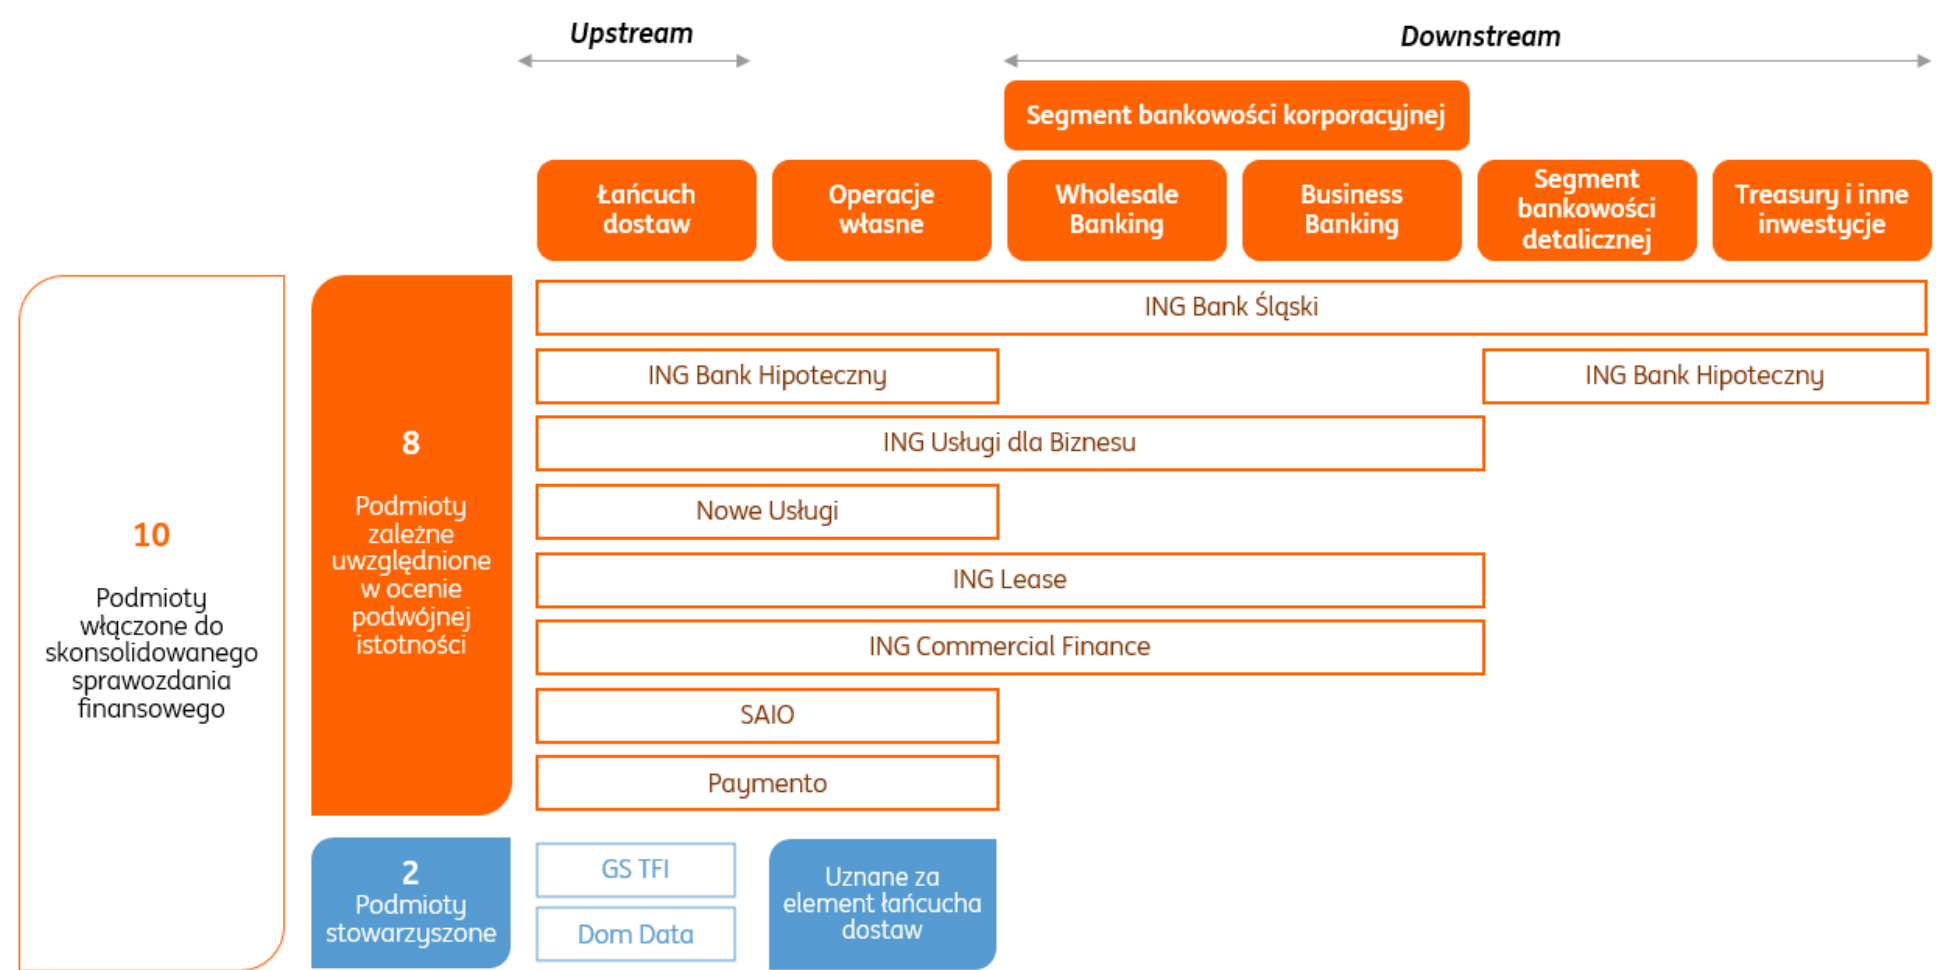 Upstream
Downstream
Segment bankowości korporacyjnej
Łańcuch
dostaw
Operacje
własne
Wholesale
Banking
Business
Banking
Segment
bankowości
detalicznej
Treasury i inne
inwestycje
10
Podmioty
włączone do
skonsolidowanego
sprawozdania
finansowego
8
Podmioty
zależne
uwzględnione
w ocenie
podwójnej
istotności
ING Bank Śląski
ING Bank Hipoteczny
ING Bank Hipoteczny
ING Usługi dla Biznesu
Nowe Usługi
ING Lease
ING Commercial Finance
SAIO
Paymento
2
Podmioty
stowarzyszone
GS TFI
Dom Data
Uznane za
element łańcucha
dostaw